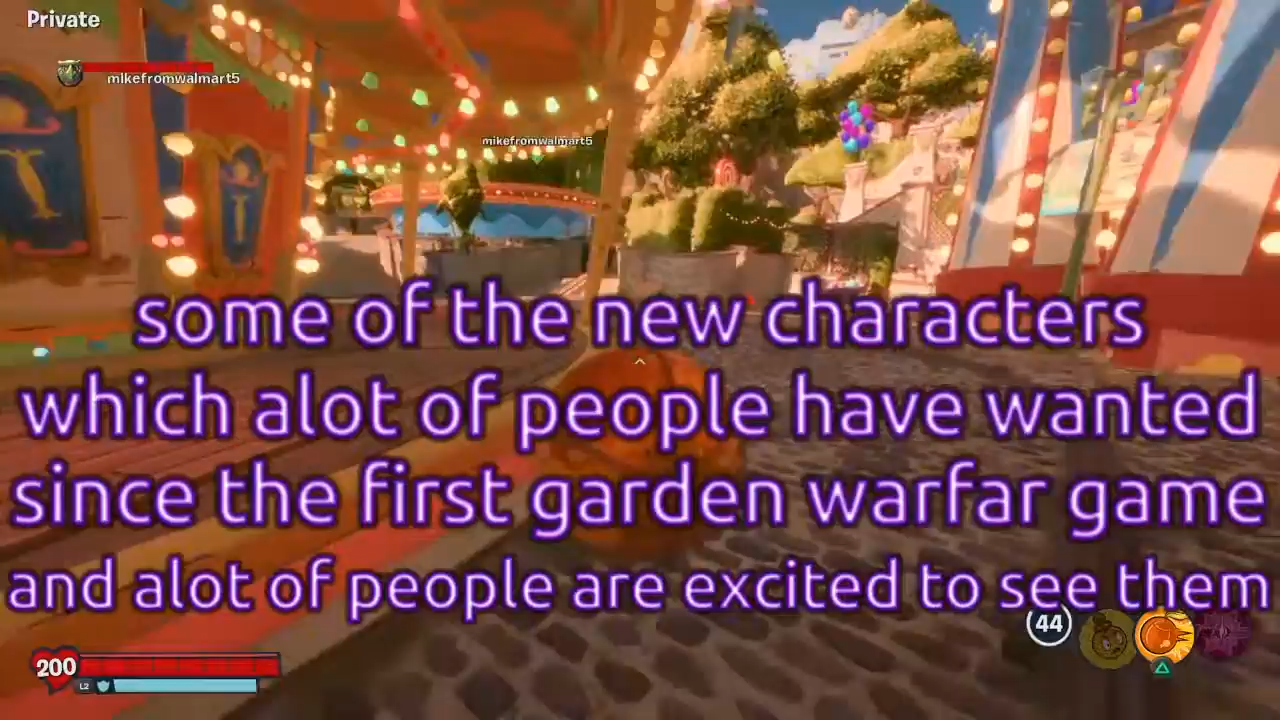 Private
mikefromwalmart5
mikefromwalmart5
some of the new characters
which alot of people have wanted
since the first garden warfar game
and alot of people are excited to see them
44
200
L2